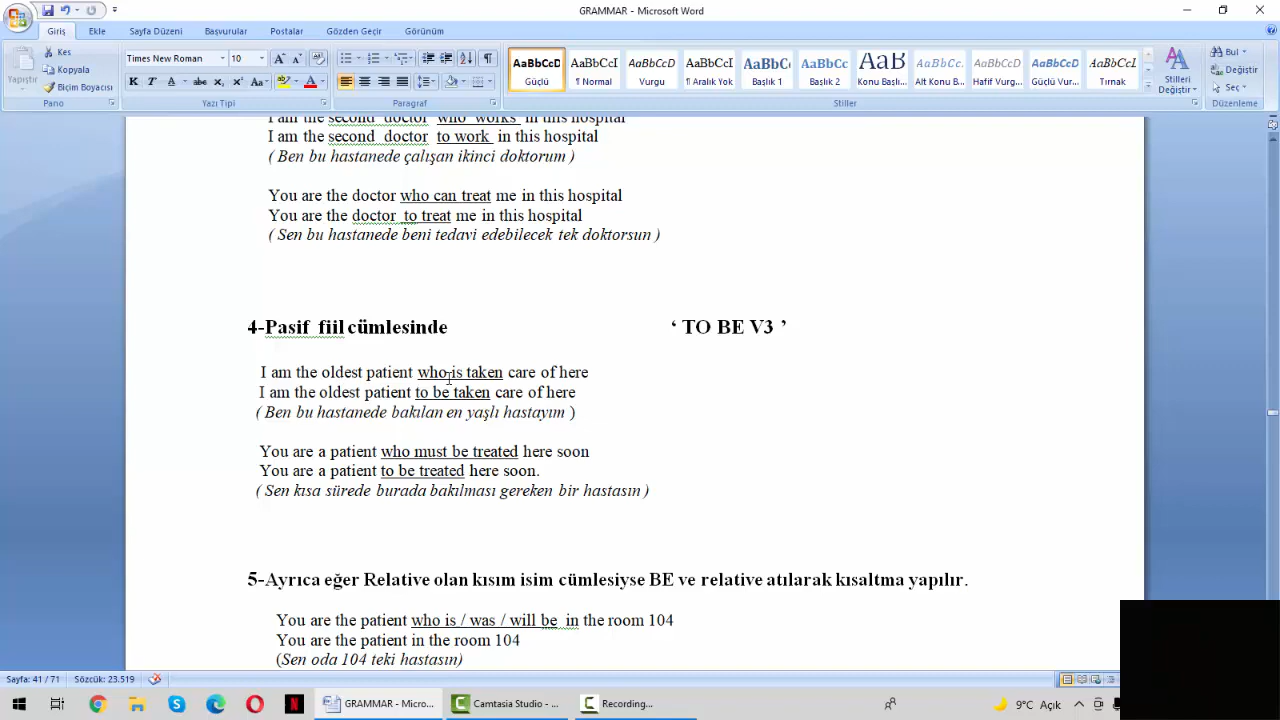 GRAMMAR - Microsoft Word
Giriş Ekle Sayfa Düzeni Başvurular Postalar Gözden Geçir Görünüm
Yapıştır
Kes
Kopyala
Biçim Boyacısı
Times New Roman 10
AaBbCcD AaBbCcI AaBbCcD AaBbCcI AaBbC AaBbCc AaB AaBbCc. AaBbCcD AaBbCcD AaBbCcI
Güçlü ¶ Normal Vurgu ¶ Aralık Yok Başlık 1 Başlık 2 Konu Başlı... Alt Konu B... Hafif Vurg... Güçlü Vur... Tırnak
Stilleri Değiştir
Bul
Değiştir
Seç
Pano Yazı Tipi Paragraf Stiller Düzenleme
I am the second doctor who works in this hospital
I am the second doctor to work in this hospital
( Ben bu hastanede çalışan ikinci doktorum )
You are the doctor who can treat me in this hospital
You are the doctor to treat me in this hospital
( Sen bu hastanede beni tedavi edebilecek tek doktorsun )
4-Pasif fiil cümlesinde ‘ TO BE V3 ’
I am the oldest patient who is taken care of here
I am the oldest patient to be taken care of here
( Ben bu hastanede bakılan en yaşlı hastayım )
You are a patient who must be treated here soon
You are a patient to be treated here soon.
( Sen kısa sürede burada bakılması gereken bir hastasın )
5-Ayrıca eğer Relative olan kısım isim cümlesiyse BE ve relative atılarak kısaltma yapılır.
You are the patient who is / was / will be in the room 104
You are the patient in the room 104
(Sen oda 104 teki hastasın)
Sayfa: 41 / 71 Sözcük: 23.519
GRAMMAR - Micro... Camtasia Studio - ... Recording... 9°C Açık